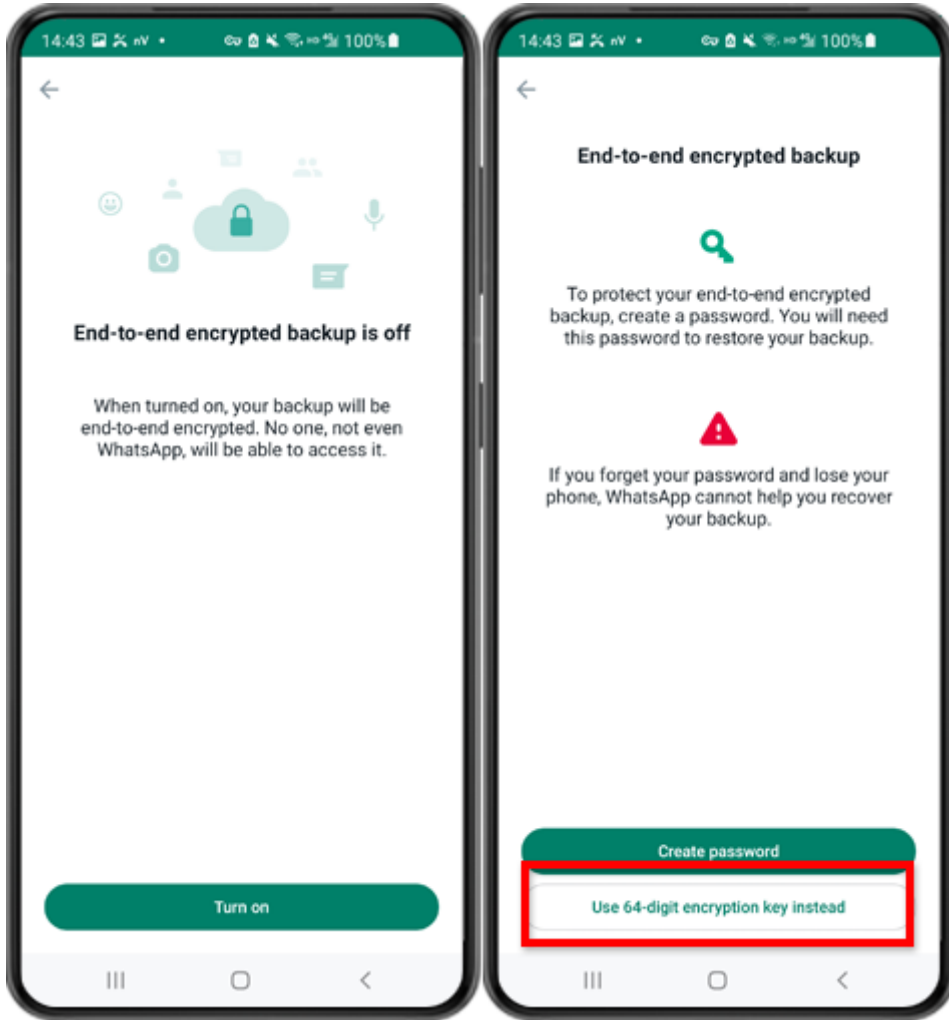 14:43
100%
End-to-end encrypted backup is off
When turned on, your backup will be
end-to-end encrypted. No one, not even
WhatsApp, will be able to access it.
Turn on
14:43
100%
End-to-end encrypted backup
To protect your end-to-end encrypted
backup, create a password. You will need
this password to restore your backup.
If you forget your password and lose your
phone, WhatsApp cannot help you recover
your backup.
Create password
Use 64-digit encryption key instead